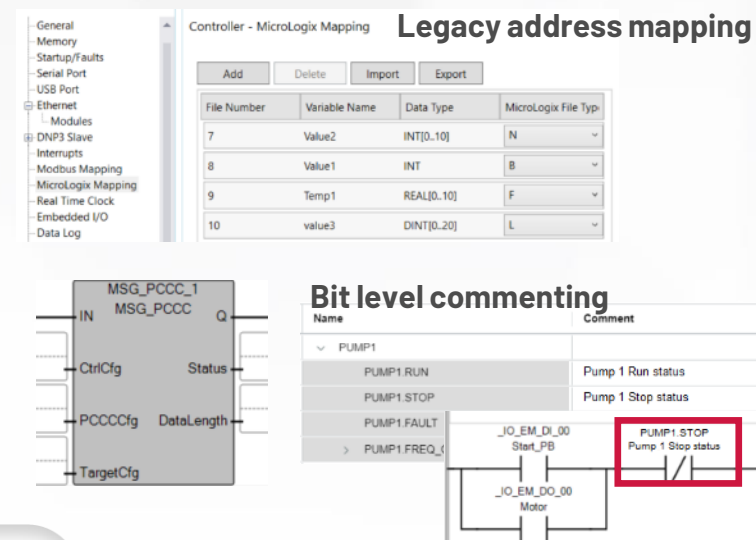 Legacy address mapping
General
Memory
Startup/Faults
Serial Port
USB Port
Ethernet
Modules
DNP3 Slave
Interrupts
Modbus Mapping
MicroLogix Mapping
Real Time Clock
Embedded I/O
Data Log
Controller - MicroLogix Mapping
Add Delete Import Export
File Number Variable Name Data Type MicroLogix File Typ
7 Value2 INT[0..10] N
8 Value1 INT B
9 Temp1 REAL[0..10] F
10 value3 DINT[0..20] L
MSG_PCCC_1
MSG_PCCC
IN Q
CtrlCfg Status
PCCCCfg DataLength
TargetCfg
Bit level commenting
Name Comment
PUMP1
PUMP1.RUN Pump 1 Run status
PUMP1.STOP Pump 1 Stop status
PUMP1.FAULT
PUMP1.FREQ_
_IO_EM_DI_00
Start_PB
PUMP1.STOP
Pump 1 Stop status
_IO_EM_DO_00
Motor